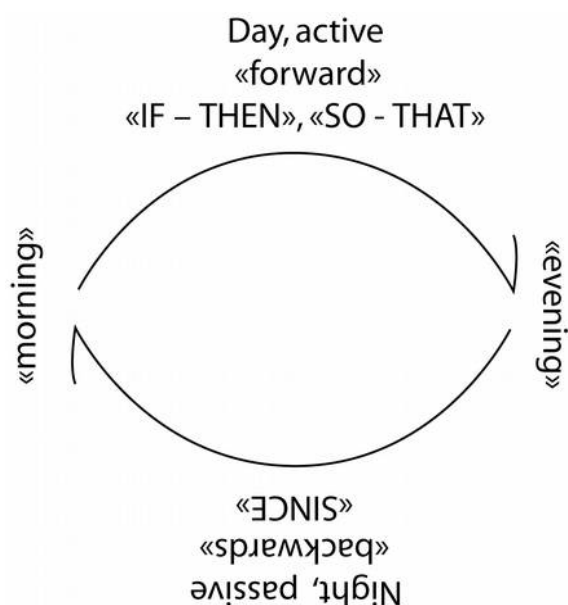 Day, active
«forward»
«IF – THEN», «SO - THAT»
«morning»
«evening»
Night, passive
«backwards»
«SINCE»